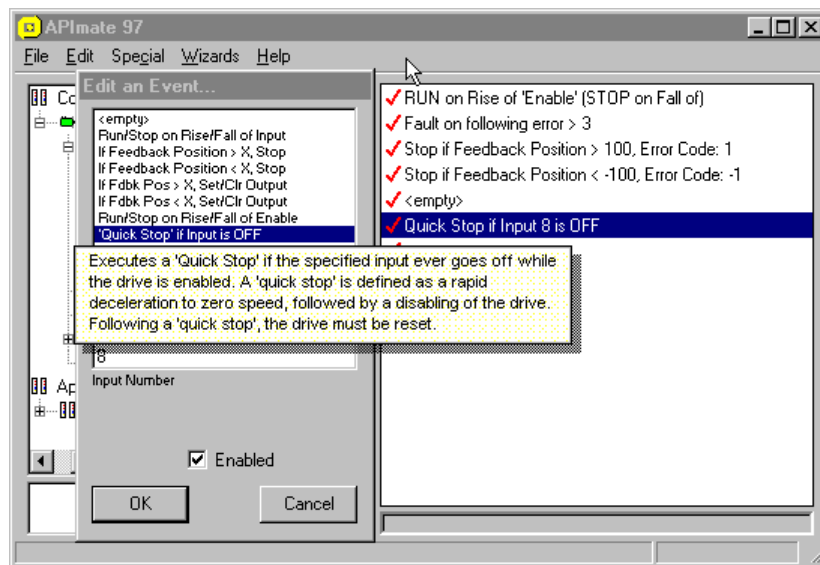 APImate 97
File Edit Special Wizards Help
Edit an Event...
<empty>
Run/Stop on Rise/Fall of Input
If Feedback Position > X, Stop
If Feedback Position < X, Stop
If Fdbk Pos > X, Set/Clr Output
If Fdbk Pos < X, Set/Clr Output
Run/Stop on Rise/Fall of Enable
'Quick Stop' if Input is OFF
Executes a 'Quick Stop' if the specified input ever goes off while
the drive is enabled. A 'quick stop' is defined as a rapid
deceleration to zero speed, followed by a disabling of the drive.
Following a 'quick stop', the drive must be reset.
8
Input Number
Enabled
OK Cancel
Co
Ap
RUN on Rise of 'Enable' (STOP on Fall of)
Fault on following error > 3
Stop if Feedback Position > 100, Error Code: 1
Stop if Feedback Position < -100, Error Code: -1
<empty>
Quick Stop if Input 8 is OFF